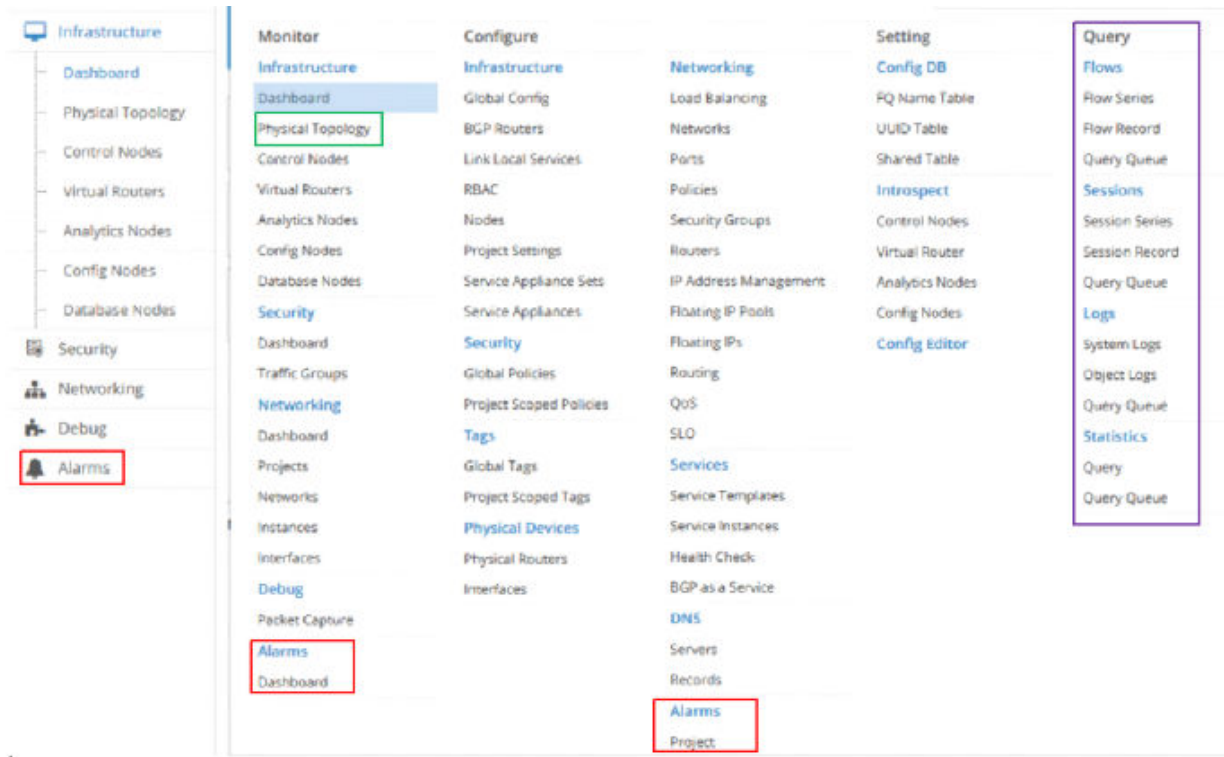 Infrastructure
Dashboard
Physical Topology
Control Nodes
Virtual Routers
Analytics Nodes
Config Nodes
Database Nodes
Security
Networking
Debug
Alarms
Monitor
Infrastructure
Dashboard
Physical Topology
Control Nodes
Virtual Routers
Analytics Nodes
Config Nodes
Database Nodes
Security
Dashboard
Traffic Groups
Networking
Dashboard
Projects
Networks
Instances
Interfaces
Debug
Packet Capture
Alarms
Dashboard
Configure
Infrastructure
Global Config
BGP Routers
Link Local Services
RBAC
Nodes
Project Settings
Service Appliance Sets
Service Appliances
Security
Global Policies
Project Scoped Policies
Tags
Global Tags
Project Scoped Tags
Physical Devices
Physical Routers
Interfaces
Networking
Load Balancing
Networks
Ports
Policies
Security Groups
Routers
IP Address Management
Floating IP Pools
Floating IPs
Routing
QoS
SLO
Services
Service Templates
Service Instances
Health Check
BGP as a Service
DNS
Servers
Records
Alarms
Project
Setting
Config DB
FQ Name Table
UUID Table
Shared Table
Introspect
Control Nodes
Virtual Router
Analytics Nodes
Config Nodes
Config Editor
Query
Flows
Flow Series
Flow Record
Query Queue
Sessions
Session Series
Session Record
Query Queue
Logs
System Logs
Object Logs
Query Queue
Statistics
Query
Query Queue